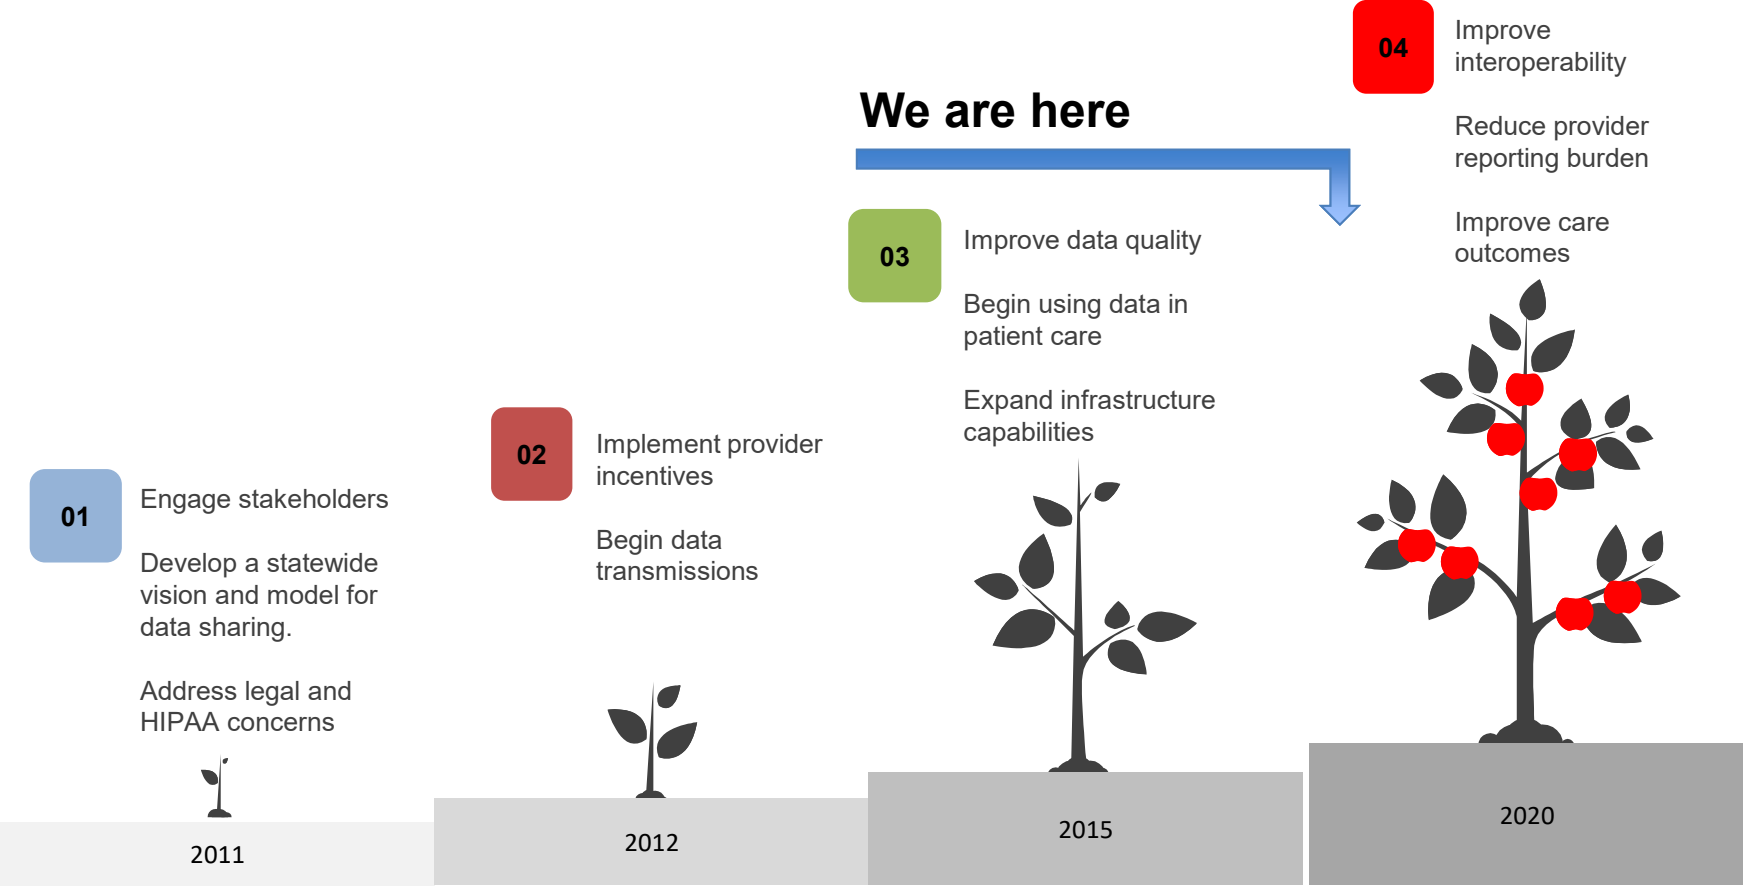 01
Engage stakeholders
Develop a statewide
vision and model for
data sharing.
Address legal and
HIPAA concerns
2011
02
Implement provider
incentives
Begin data
transmissions
2012
We are here
03
Improve data quality
Begin using data in
patient care
Expand infrastructure
capabilities
2015
04
Improve
interoperability
Reduce provider
reporting burden
Improve care
outcomes
2020